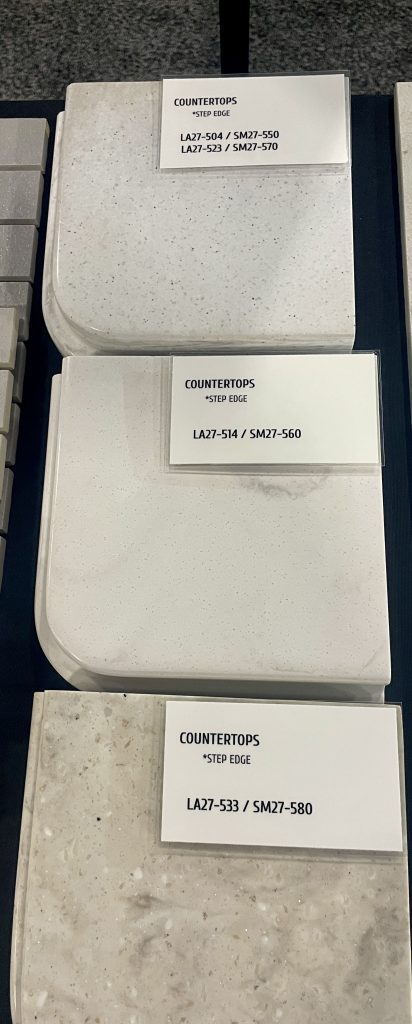 COUNTERTOPS
*STEP EDGE
LA27-504 / SM27-550
LA27-523 / SM27-570
COUNTERTOPS
*STEP EDGE
LA27-514 / SM27-560
COUNTERTOPS
*STEP EDGE
LA27-533 / SM27-580